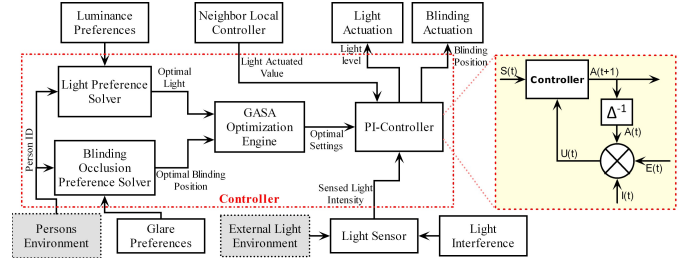 Luminance
Preferences
Neighbor Local
Controller
Light
Actuation
Blinding
Actuation
Light Actuated
Value
Light
level
Blinding
Position
Light Preference
Solver
Optimal
Light
GASA
Optimization
Engine
Optimal
Settings
PI-Controller
Person ID
Blinding
Occlusion
Preference Solver
Optimal Blinding
Position
Controller
Sensed Light
Intensity
Persons
Environment
Glare
Preferences
External Light
Environment
Light Sensor
Light
Interference
S(t)
Controller
A(t+1)
Δ⁻¹
A(t)
U(t)
E(t)
I(t)